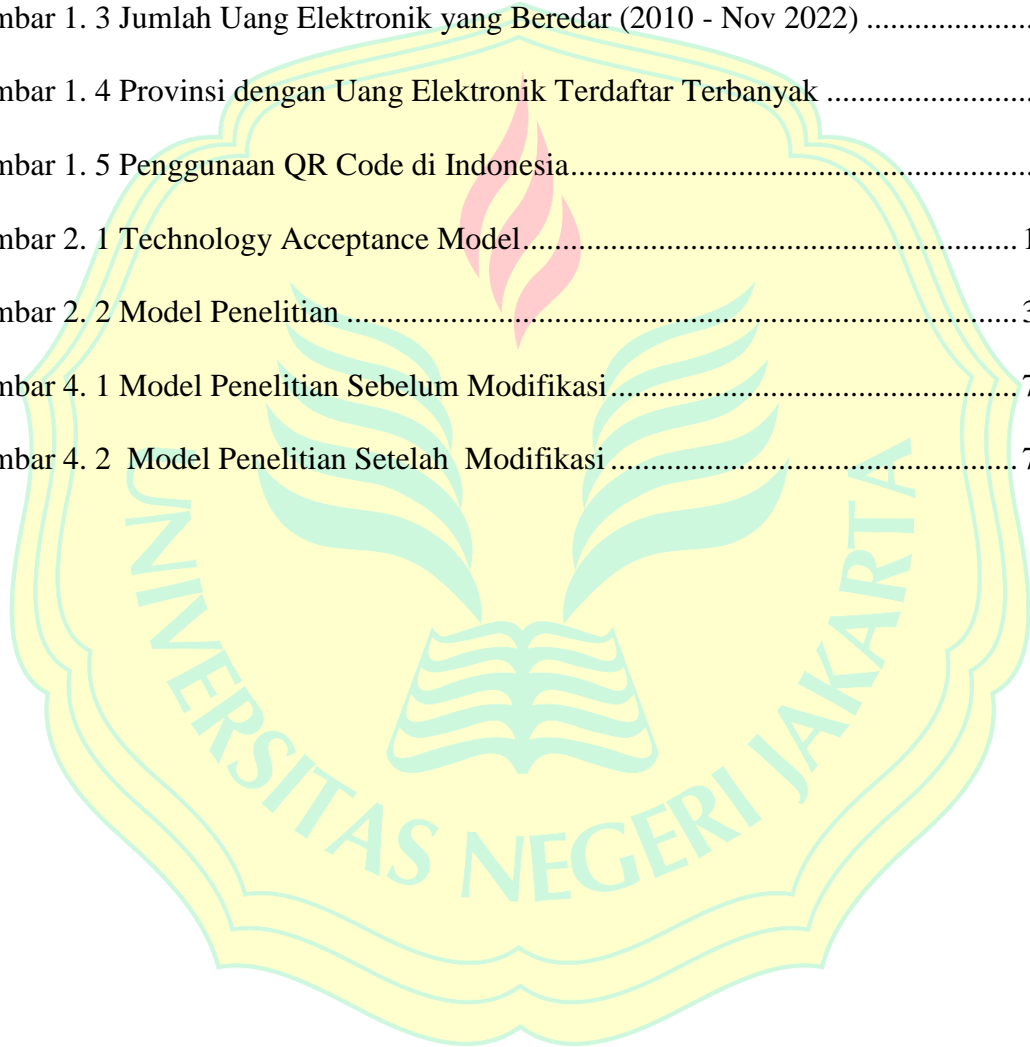 mbar 1. 3 Jumlah Uang Elektronik yang Beredar (2010 - Nov 2022) ....................
mbar 1. 4 Provinsi dengan Uang Elektronik Terdaftar Terbanyak ..........................
mbar 1. 5 Penggunaan QR Code di Indonesia..........................................................
mbar 2. 1 Technology Acceptance Model............................................................... 1
mbar 2. 2 Model Penelitian .................................................................................... 3
mbar 4. 1 Model Penelitian Sebelum Modifikasi.................................................... 7
mbar 4. 2  Model Penelitian Setelah  Modifikasi .................................................... 7
UNIVERSITAS NEGERI JAKARTA